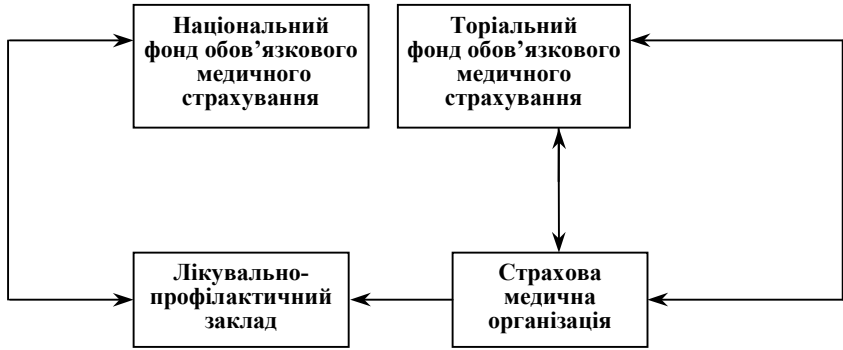 Національний
фонд обов’язкового
медичного
страхування
Торіальний
фонд обов’язкового
медичного
страхування
Лікувально-
профілактичний
заклад
Страхова
медична
організація